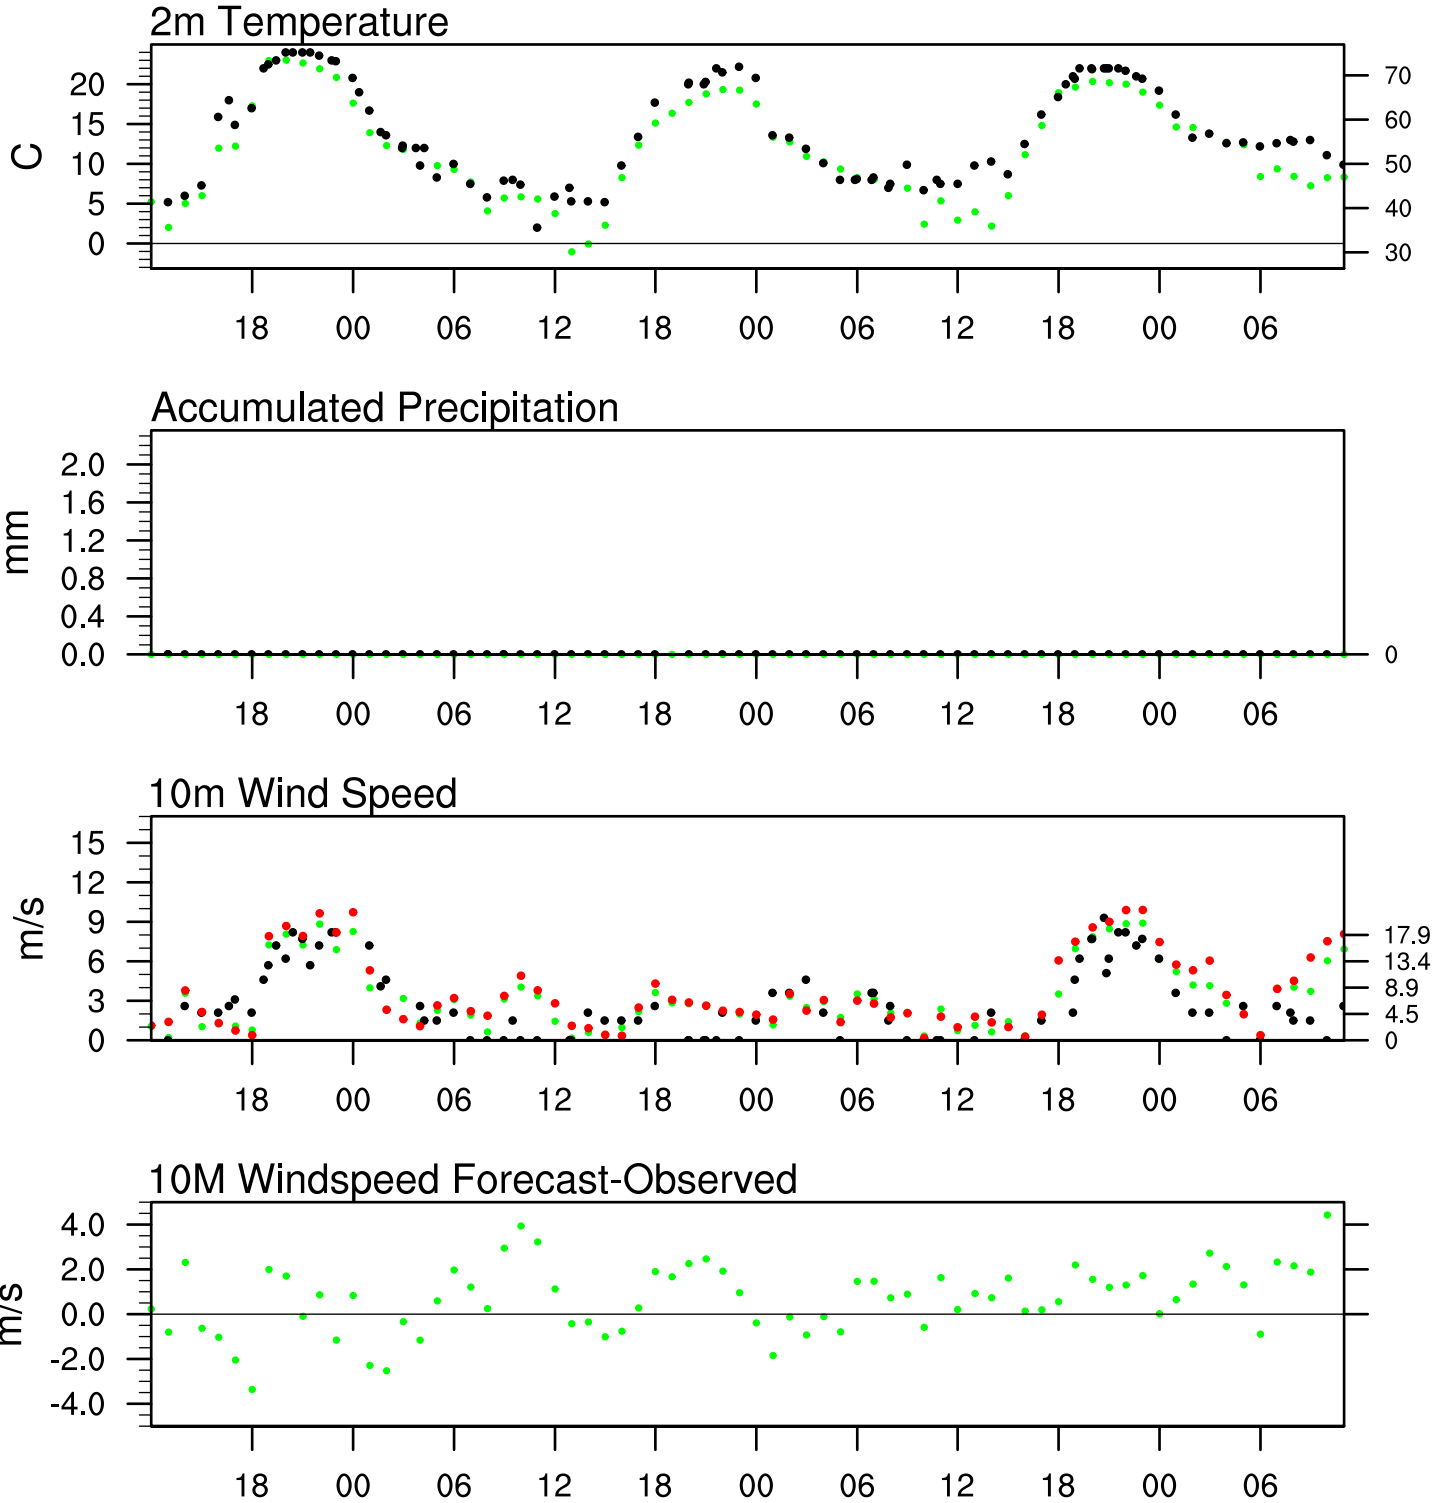 2m Temperature
C
20
15
10
5
0
70
60
50
40
30
18 00 06 12 18 00 06 12 18 00 06
Accumulated Precipitation
mm
2.0
1.6
1.2
0.8
0.4
0.0
0
18 00 06 12 18 00 06 12 18 00 06
10m Wind Speed
m/s
15
12
9
6
3
0
17.9
13.4
8.9
4.5
0
18 00 06 12 18 00 06 12 18 00 06
10M Windspeed Forecast-Observed
m/s
4.0
2.0
0.0
-2.0
-4.0
18 00 06 12 18 00 06 12 18 00 06